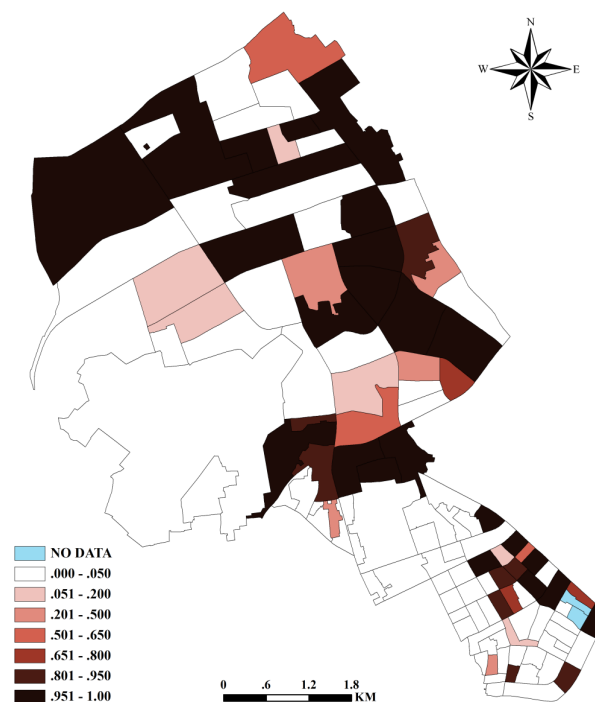 N
W E
S
NO DATA
.000 - .050
.051 - .200
.201 - .500
.501 - .650
.651 - .800
.801 - .950
.951 - 1.00
0 .6 1.2 1.8
KM